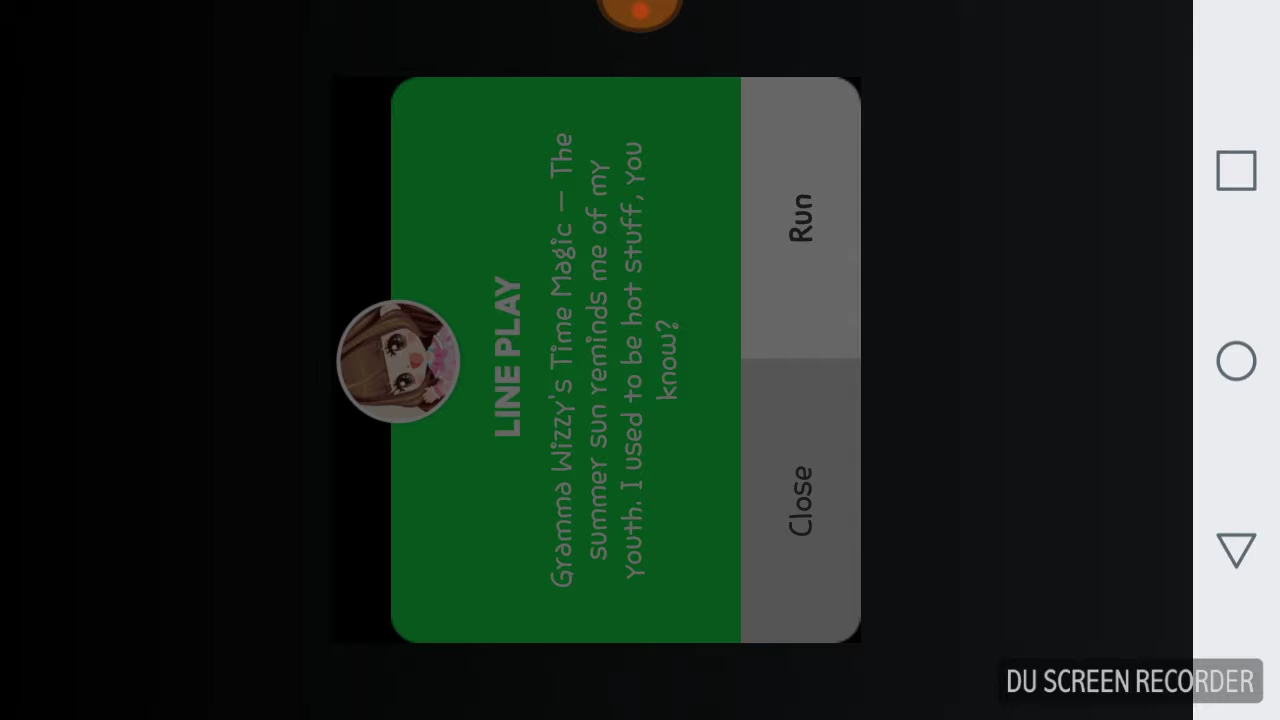 LINE PLAY
Gramma Wizzy's Time Magic – The
summer sun reminds me of my
youth. I used to be hot stuff, you
know?
Close
Run
DU SCREEN RECORDER